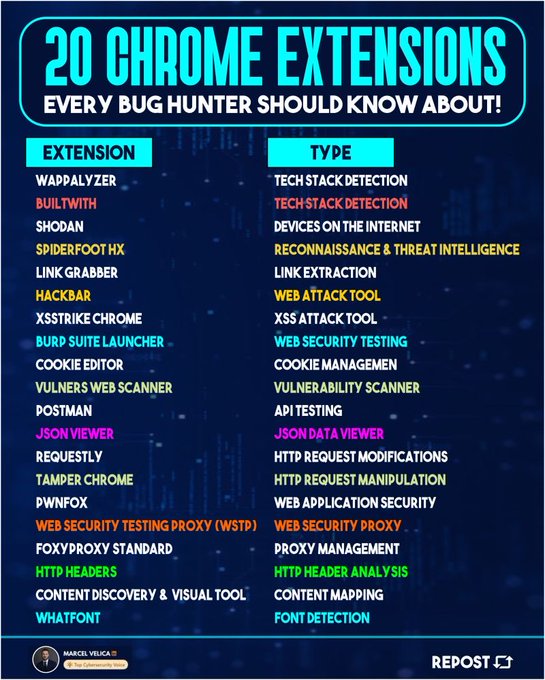 20 CHROME EXTENSIONS
EVERY BUG HUNTER SHOULD KNOW ABOUT!
EXTENSION TYPE
WAPPALYZER TECH STACK DETECTION
BUILTWITH TECH STACK DETECTION
SHODAN DEVICES ON THE INTERNET
SPIDERFOOT HX RECONNAISSANCE & THREAT INTELLIGENCE
LINK GRABBER LINK EXTRACTION
HACKBAR WEB ATTACK TOOL
XSSTRIKE CHROME XSS ATTACK TOOL
BURP SUITE LAUNCHER WEB SECURITY TESTING
COOKIE EDITOR COOKIE MANAGEMEN
VULNERS WEB SCANNER VULNERABILITY SCANNER
POSTMAN API TESTING
JSON VIEWER JSON DATA VIEWER
REQUESTLY HTTP REQUEST MODIFICATIONS
TAMPER CHROME HTTP REQUEST MANIPULATION
PWNFOX WEB APPLICATION SECURITY
WEB SECURITY TESTING PROXY (WSTP) WEB SECURITY PROXY
FOXYPROXY STANDARD PROXY MANAGEMENT
HTTP HEADERS HTTP HEADER ANALYSIS
CONTENT DISCOVERY & VISUAL TOOL CONTENT MAPPING
WHATFONT FONT DETECTION
MARCEL VELICA
Top Cybersecurity Voice
REPOST